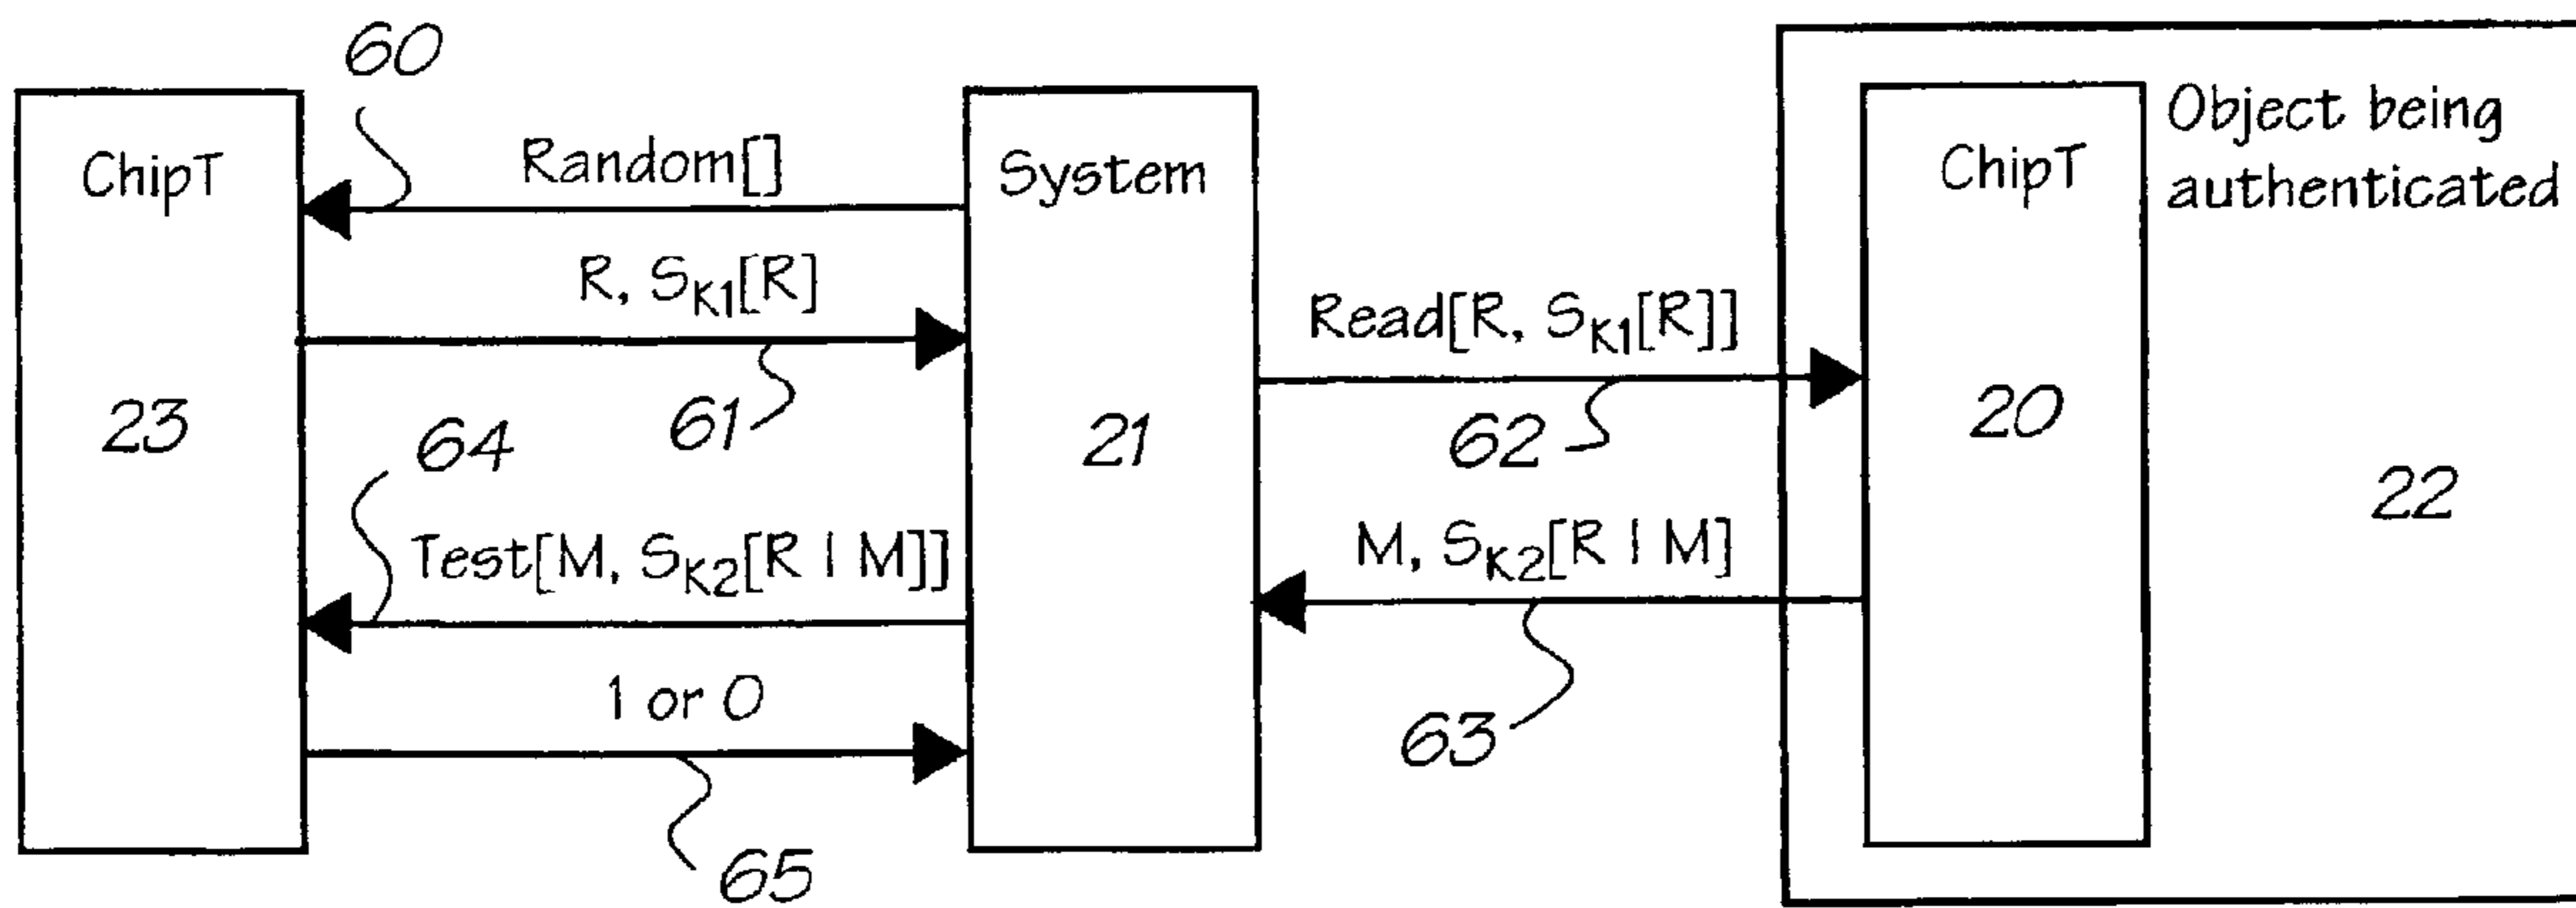 60
ChipT
Random[]
System
ChipT
Object being
authenticated
R, SK1[R]
Read[R, SK1[R]]
23
61
21
62
20
22
64
Test[M, SK2[R | M]]
M, SK2[R | M]
1 or 0
63
65